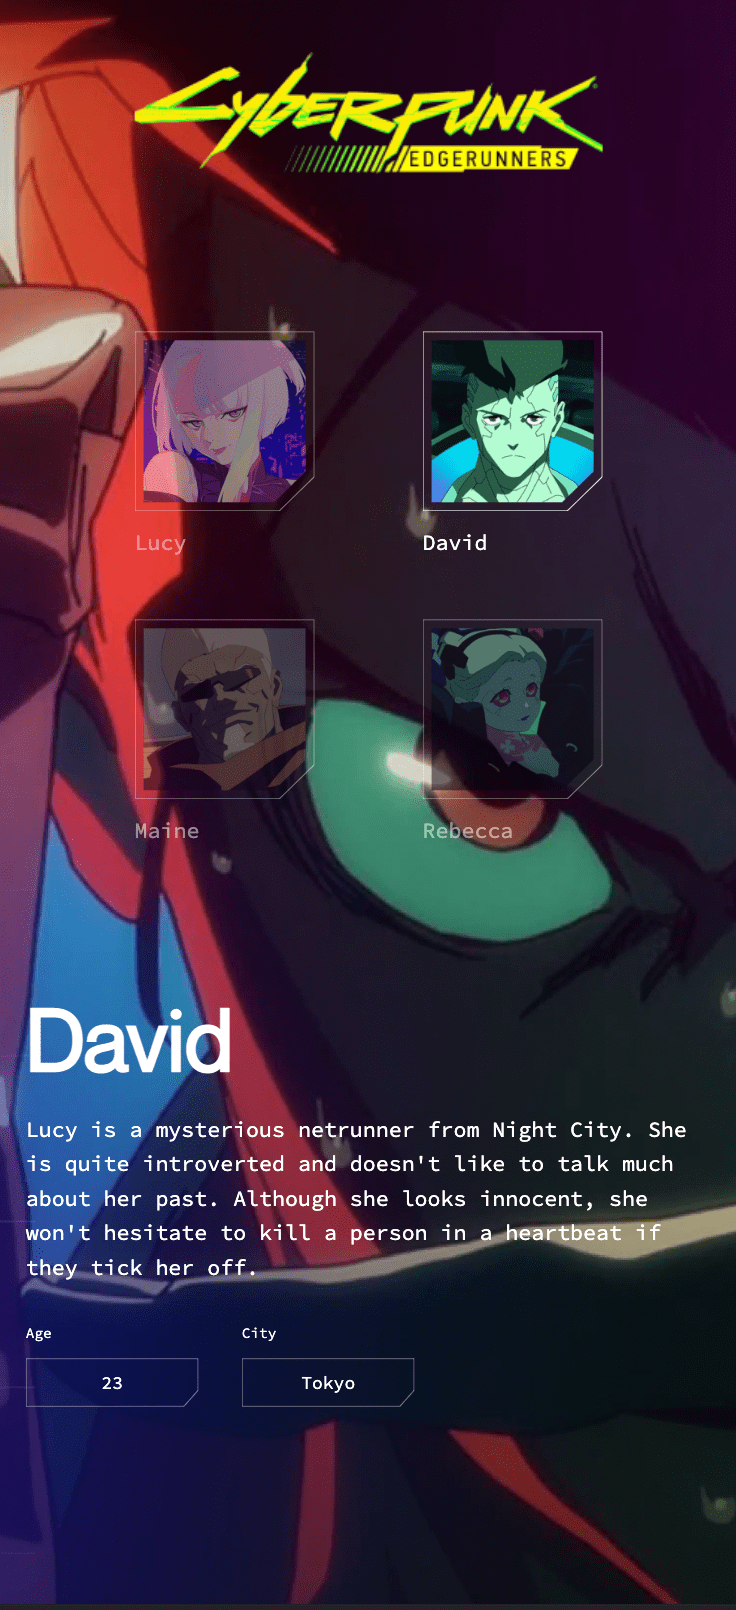 Cyberpunk
EDGERUNNERS
Lucy
David
Maine
Rebecca
David
Lucy is a mysterious netrunner from Night City. She
is quite introverted and doesn't like to talk much
about her past. Although she looks innocent, she
won't hesitate to kill a person in a heartbeat if
they tick her off.
Age
City
23
Tokyo